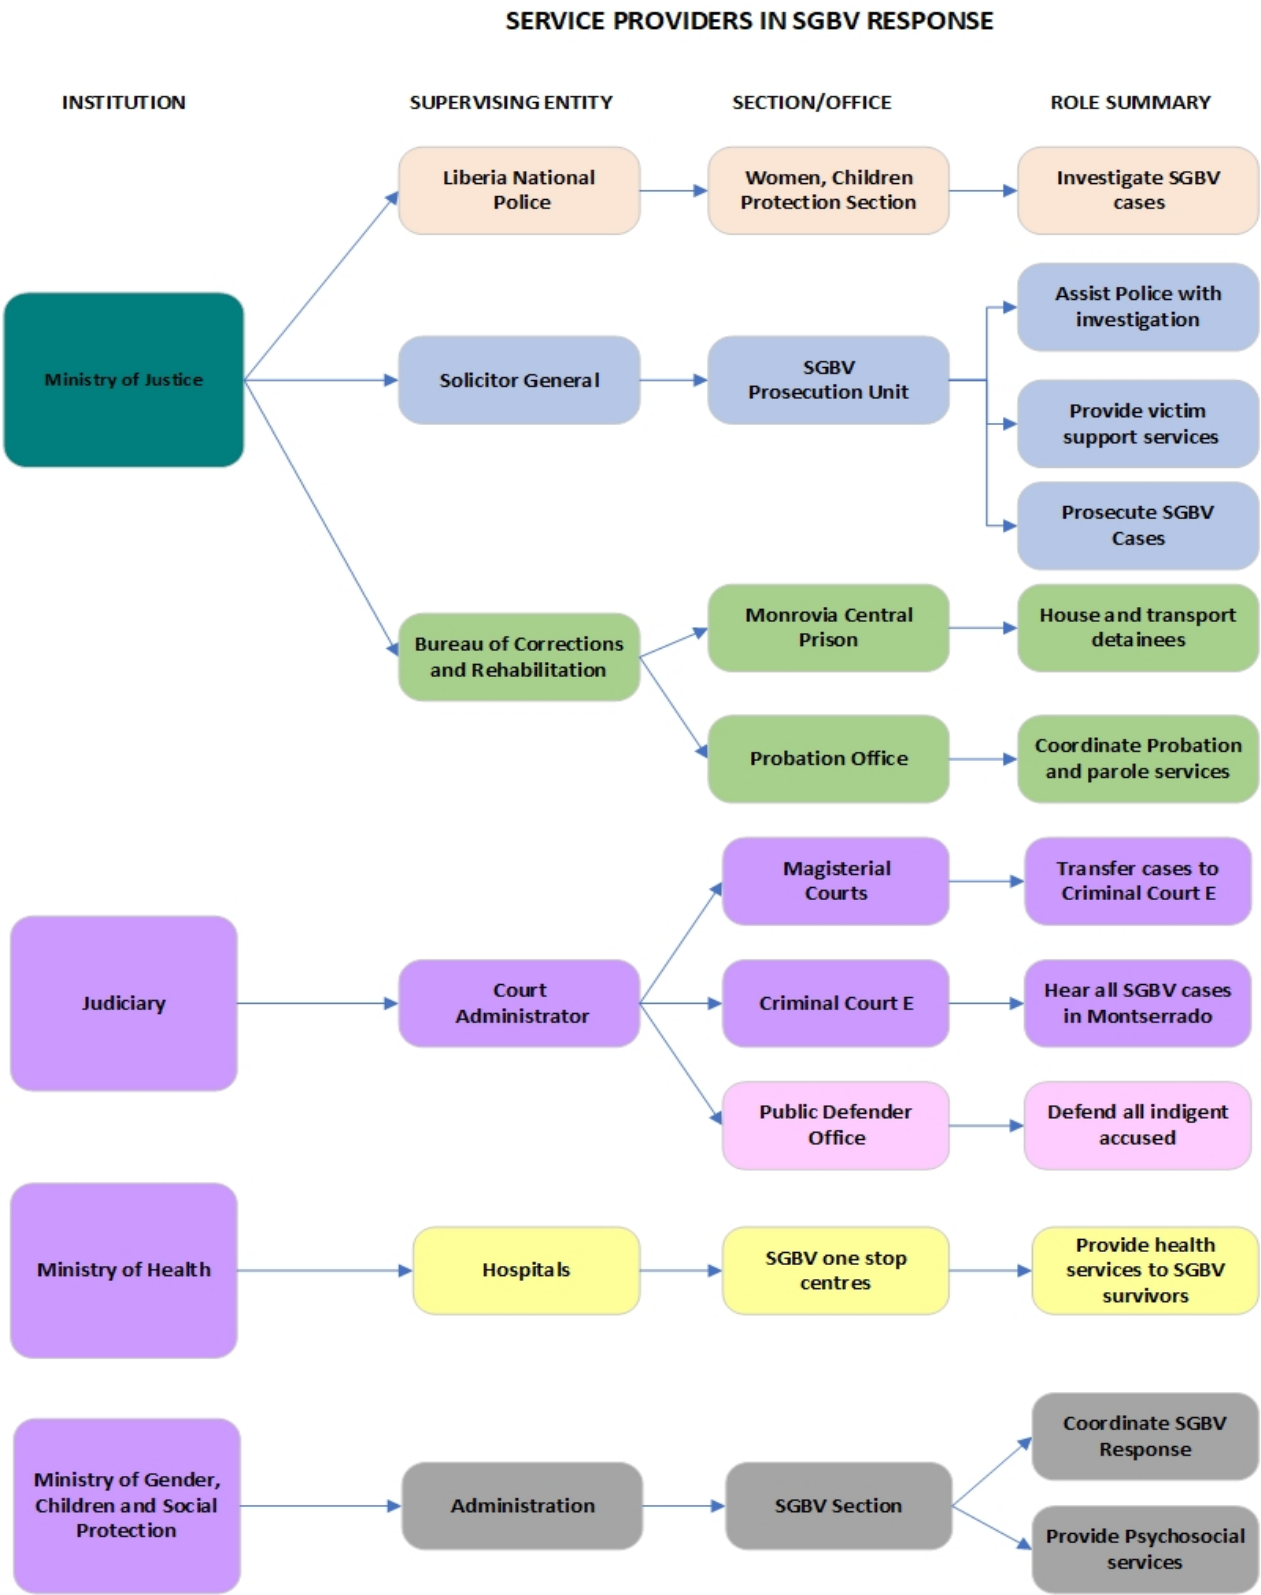 SERVICE PROVIDERS IN SGBV RESPONSE
INSTITUTION
SUPERVISING ENTITY
SECTION/OFFICE
ROLE SUMMARY
Ministry of Justice
Liberia National
Police
Women, Children
Protection Section
Investigate SGBV
cases
Solicitor General
SGBV
Prosecution Unit
Assist Police with
investigation
Provide victim
support services
Prosecute SGBV
Cases
Bureau of Corrections
and Rehabilitation
Monrovia Central
Prison
House and transport
detainees
Probation Office
Coordinate Probation
and parole services
Judiciary
Court
Administrator
Magisterial
Courts
Transfer cases to
Criminal Court E
Criminal Court E
Hear all SGBV cases
in Montserrado
Public Defender
Office
Defend all indigent
accused
Ministry of Health
Hospitals
SGBV one stop
centres
Provide health
services to SGBV
survivors
Ministry of Gender,
Children and Social
Protection
Administration
SGBV Section
Coordinate SGBV
Response
Provide Psychosocial
services